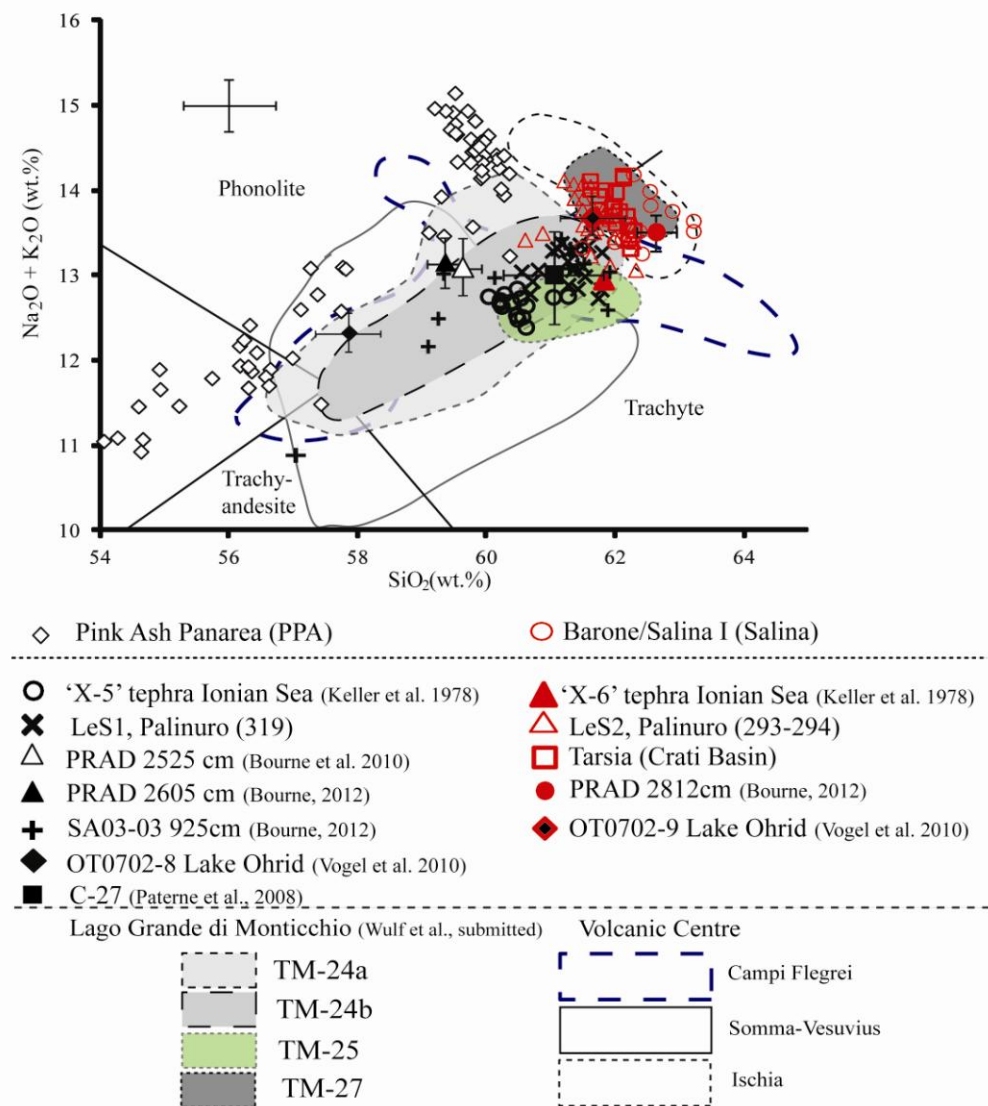 16
15
14
13
12
11
10
Na₂O + K₂O (wt.%)
Phonolite
Trachy-
andesite
Trachyte
54 56 58 60 62 64
SiO₂(wt.%)
Pink Ash Panarea (PPA)
Barone/Salina I (Salina)
‘X-5’ tephra Ionian Sea (Keller et al. 1978)
LeS1, Palinuro (319)
PRAD 2525 cm (Bourne et al. 2010)
PRAD 2605 cm (Bourne, 2012)
SA03-03 925cm (Bourne, 2012)
OT0702-8 Lake Ohrid (Vogel et al. 2010)
C-27 (Paterne et al., 2008)
‘X-6’ tephra Ionian Sea (Keller et al. 1978)
LeS2, Palinuro (293-294)
Tarsia (Crati Basin)
PRAD 2812cm (Bourne, 2012)
OT0702-9 Lake Ohrid (Vogel et al. 2010)
Lago Grande di Monticchio (Wulf et al., submitted)
TM-24a
TM-24b
TM-25
TM-27
Volcanic Centre
Campi Flegrei
Somma-Vesuvius
Ischia